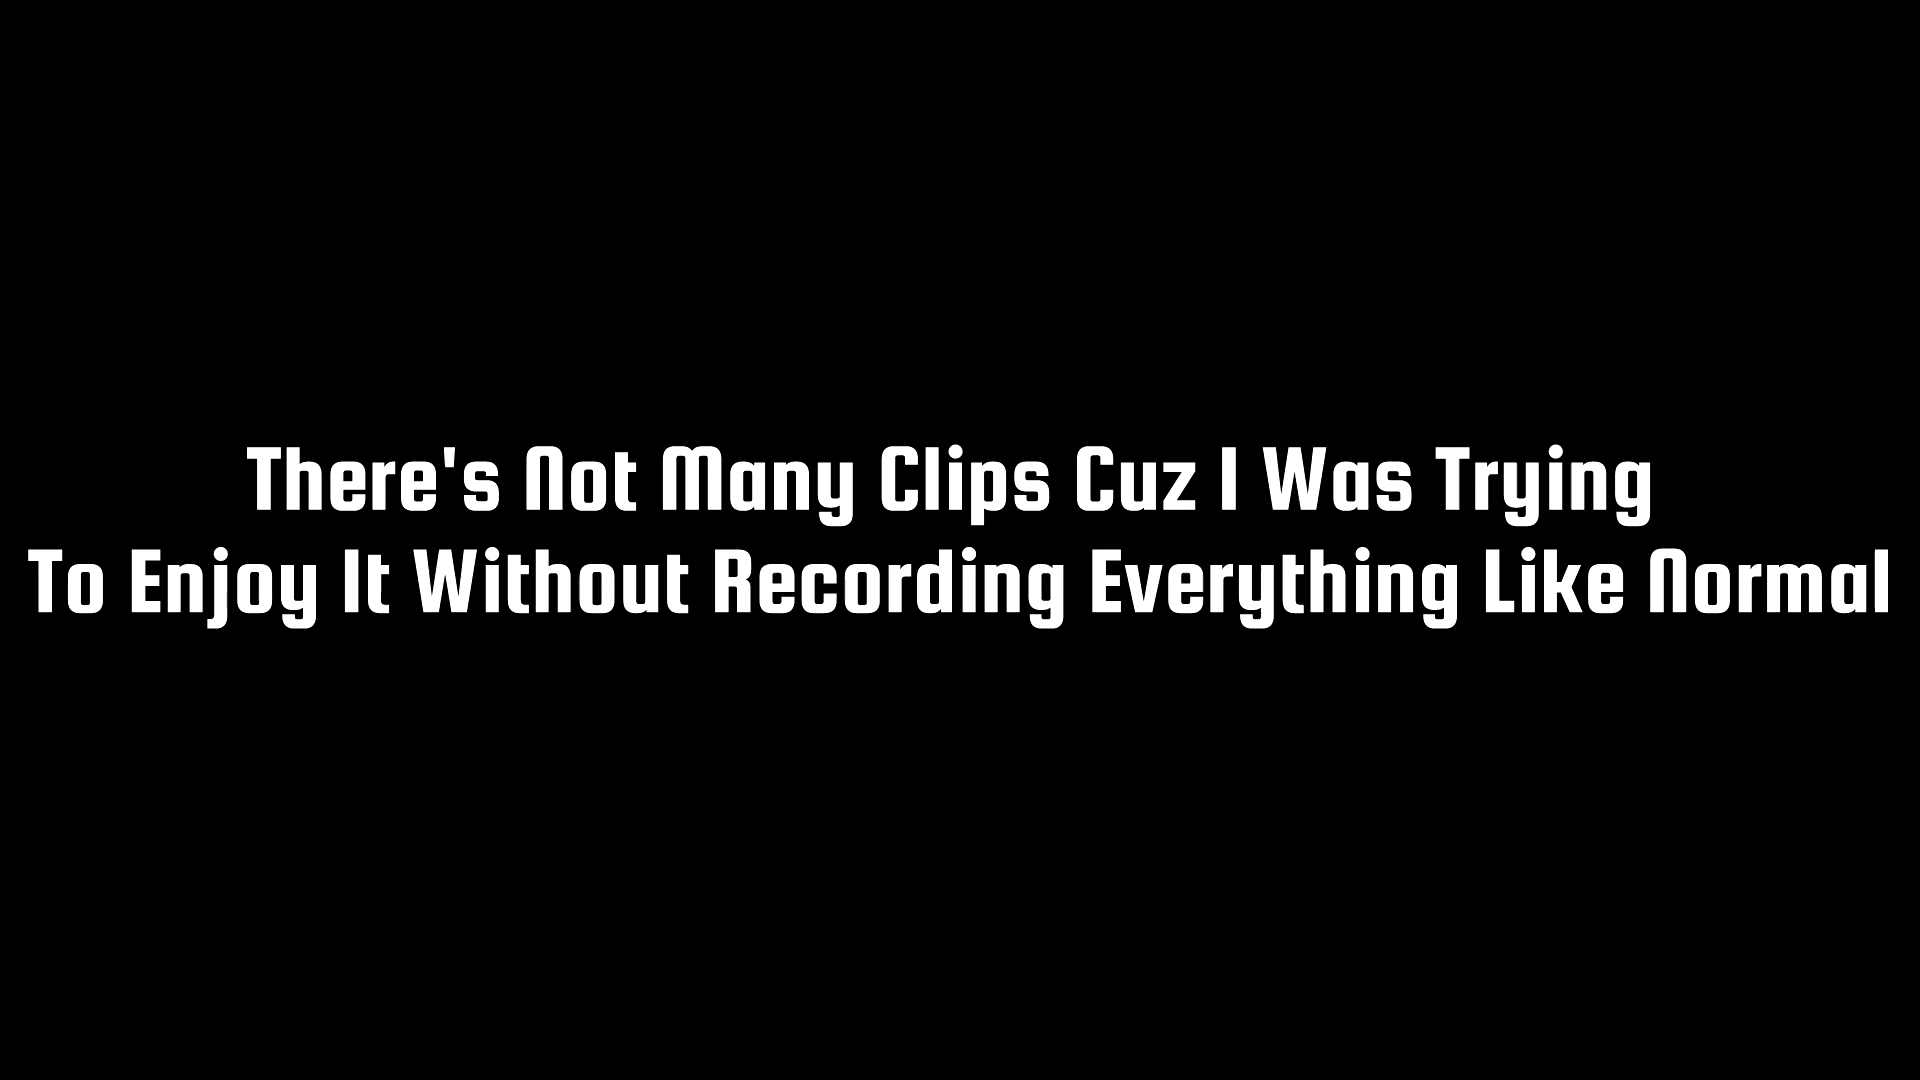 There's Not Many Clips Cuz I Was Trying
To Enjoy It Without Recording Everything Like Normal